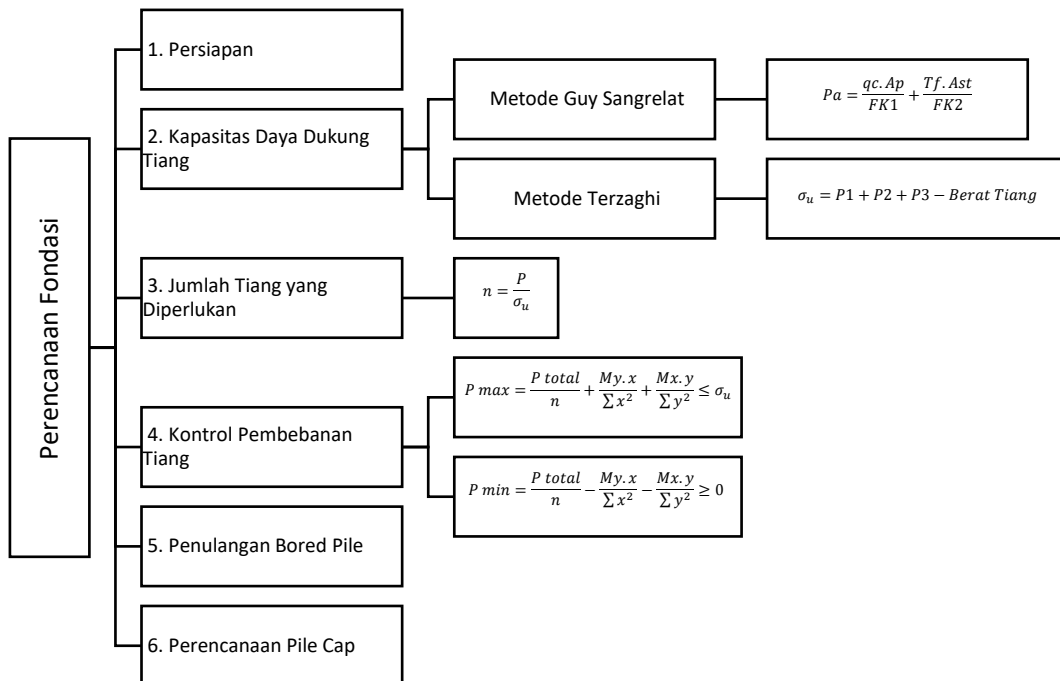 Perencanaan Fondasi
1. Persiapan
2. Kapasitas Daya Dukung
Tiang
Metode Guy Sangrelat
Pa = qc. Ap / FK1 + Tf. Ast / FK2
Metode Terzaghi
σᵤ = P1 + P2 + P3 − Berat Tiang
3. Jumlah Tiang yang
Diperlukan
n = P / σᵤ
4. Kontrol Pembebanan
Tiang
P max = P total / n + My. x / ∑ x² + Mx. y / ∑ y² ≤ σᵤ
P min = P total / n − My. x / ∑ x² − Mx. y / ∑ y² ≥ 0
5. Penulangan Bored Pile
6. Perencanaan Pile Cap